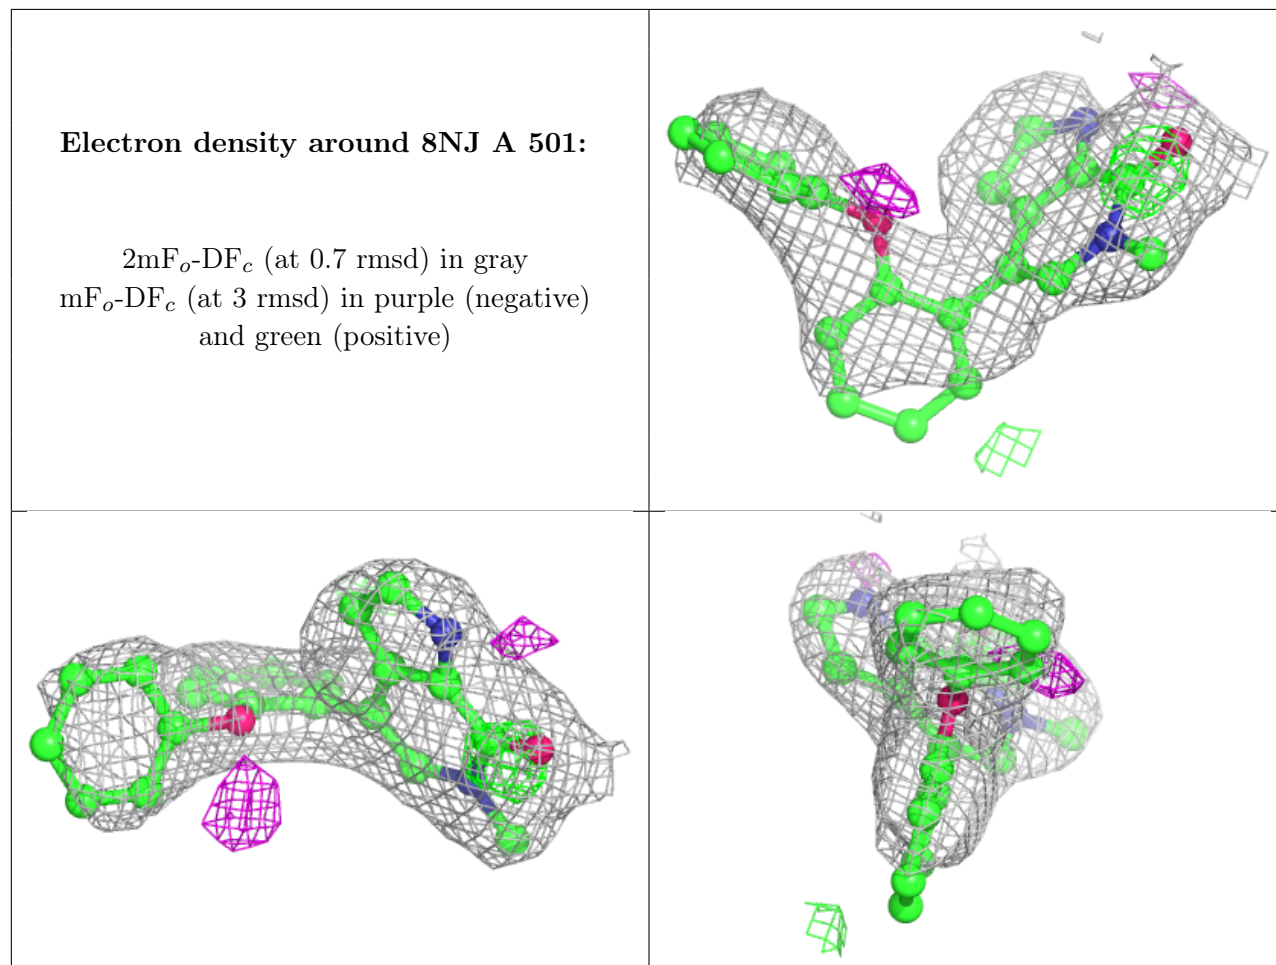 Electron density around 8NJ A 501:
2mFo-DFc (at 0.7 rmsd) in gray
mFo-DFc (at 3 rmsd) in purple (negative)
and green (positive)